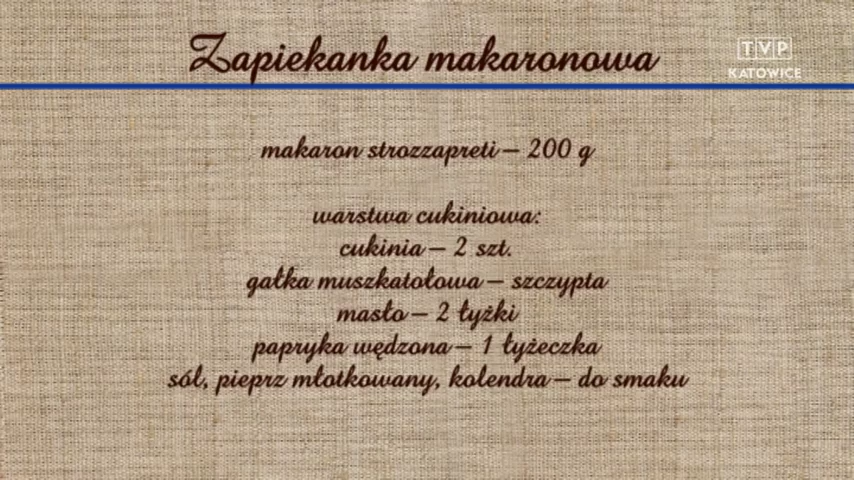 Zapiekanka makaronowa
TVP
KATOWICE
makaron strozzapreti – 200 g
warstwa cukiniowa:
cukinia – 2 szt.
gałka muszkatołowa – szczypta
masło – 2 łyżki
papryka wędzona – 1 łyżeczka
sól, pieprz młotkowany, kolendra – do smaku